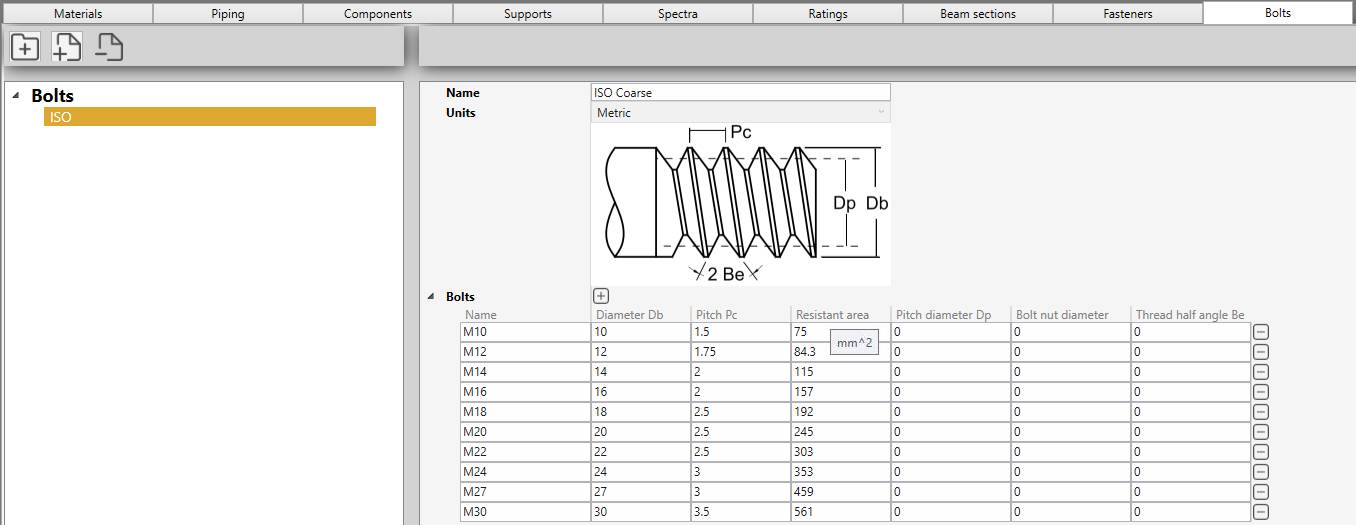 Materials Piping Components Supports Spectra Ratings Beam sections Fasteners Bolts
Bolts
ISO
Name ISO Coarse
Units Metric
Pc
Dp Db
2 Be
Bolts
Name Diameter Db Pitch Pc Resistant area Pitch diameter Dp Bolt nut diameter Thread half angle Be
M10 10 1.5 75 0 0 0
mm^2
M12 12 1.75 84.3 0 0 0
M14 14 2 115 0 0 0
M16 16 2 157 0 0 0
M18 18 2.5 192 0 0 0
M20 20 2.5 245 0 0 0
M22 22 2.5 303 0 0 0
M24 24 3 353 0 0 0
M27 27 3 459 0 0 0
M30 30 3.5 561 0 0 0